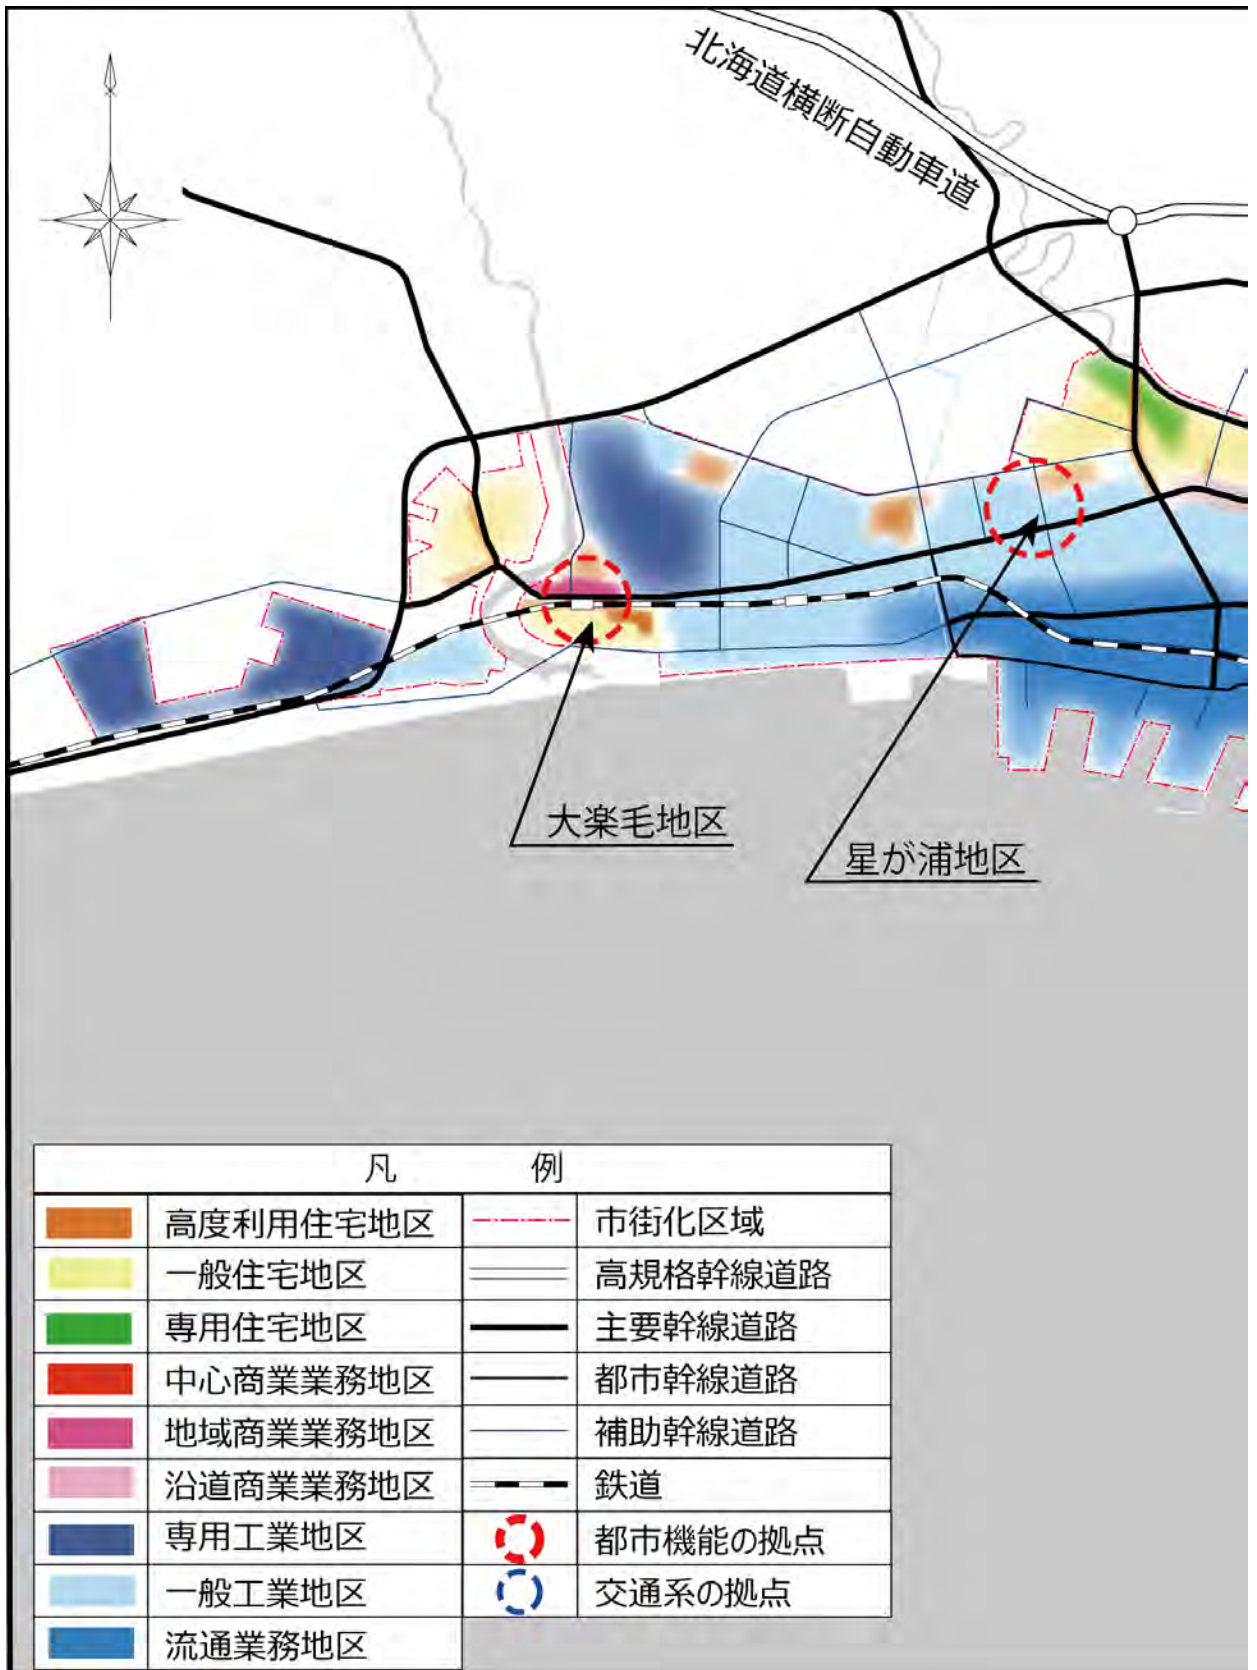 北海道横断自動車道
大楽毛地区
星が浦地区
凡例
高度利用住宅地区
市街化区域
一般住宅地区
高規格幹線道路
専用住宅地区
主要幹線道路
中心商業業務地区
都市幹線道路
地域商業業務地区
補助幹線道路
沿道商業業務地区
鉄道
専用工業地区
都市機能の拠点
一般工業地区
交通系の拠点
流通業務地区